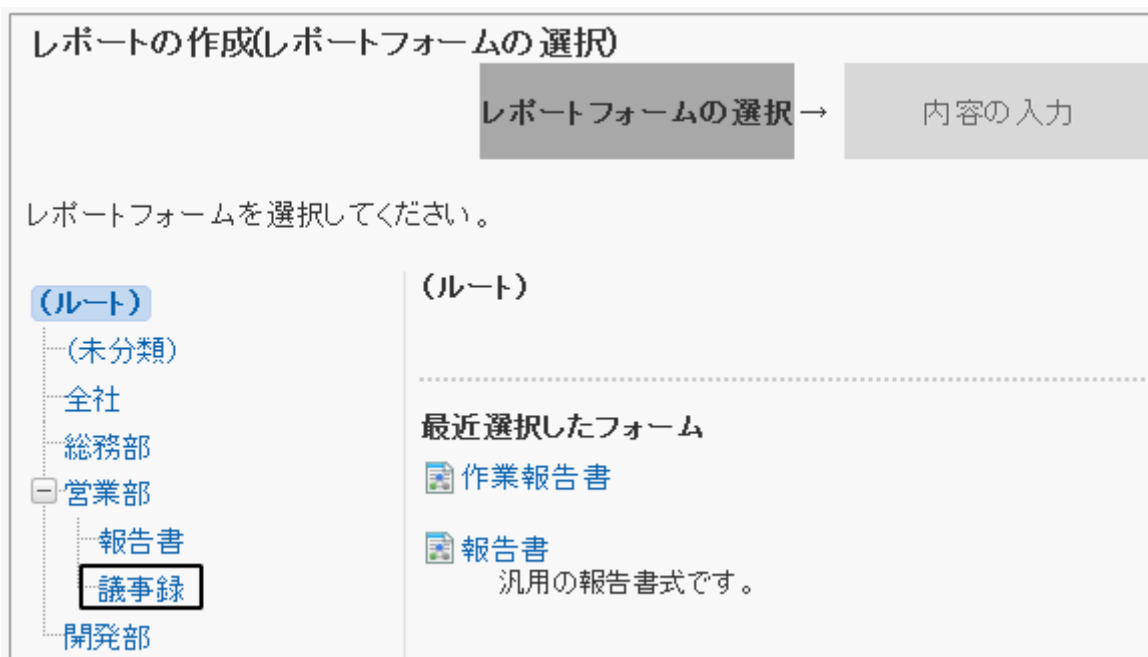 レポートの作成(レポートフォームの選択)
レポートフォームの選択→ 内容の入力
レポートフォームを選択してください。
(ルート)
(未分類)
全社
総務部
営業部
報告書
議事録
開発部
(ルート)
最近選択したフォーム
作業報告書
報告書
汎用の報告書式です。